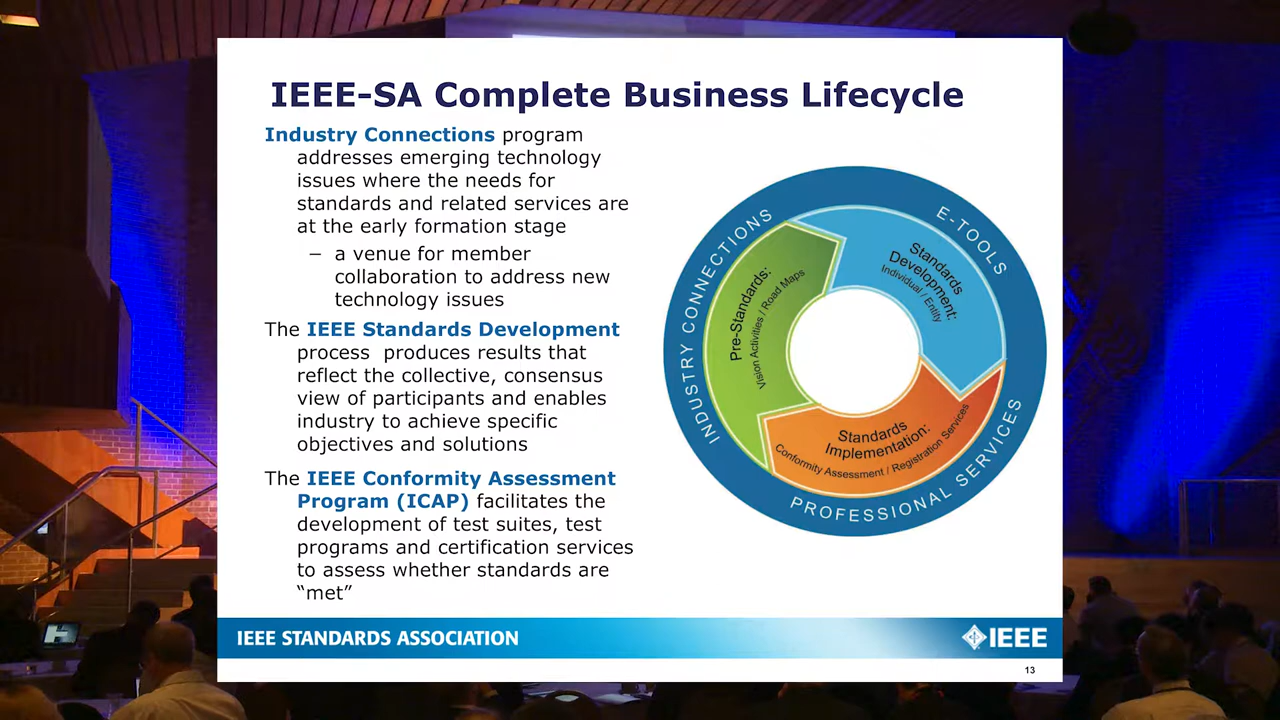 IEEE-SA Complete Business Lifecycle
Industry Connections program
addresses emerging technology
issues where the needs for
standards and related services are
at the early formation stage
– a venue for member
collaboration to address new
technology issues
The IEEE Standards Development
process  produces results that
reflect the collective, consensus
view of participants and enables
industry to achieve specific
objectives and solutions
The IEEE Conformity Assessment
Program (ICAP) facilitates the
development of test suites, test
programs and certification services
to assess whether standards are
“met”
INDUSTRY CONNECTIONS
E-TOOLS
PROFESSIONAL SERVICES
Pre-Standards:
Vision Activities / Road Maps
Standards
Development:
Individual / Entity
Standards
Implementation:
Conformity Assessment / Registration Services
IEEE STANDARDS ASSOCIATION
IEEE
13